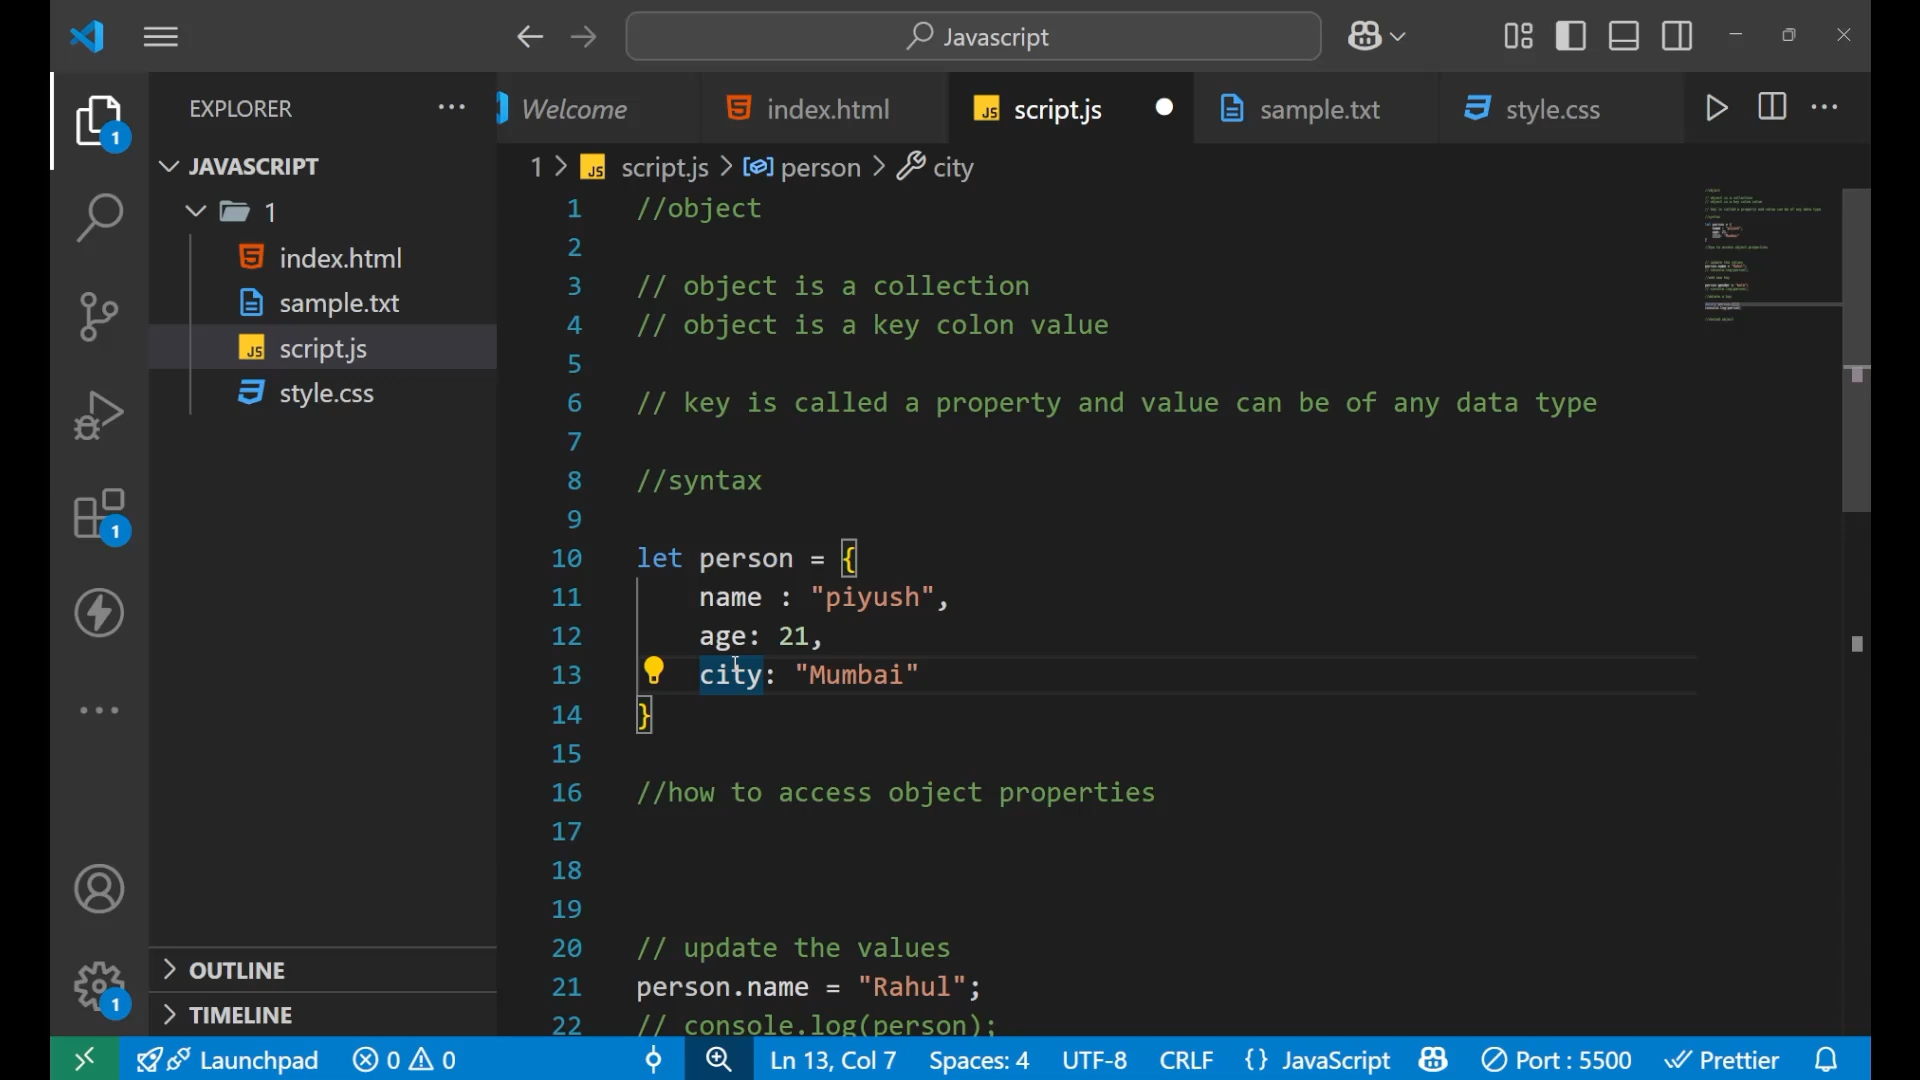 Javascript
EXPLORER
Welcome
index.html
script.js
sample.txt
style.css
JAVASCRIPT
1
index.html
sample.txt
script.js
style.css
1 > script.js > person > city
1 //object
2
3 // object is a collection
4 // object is a key colon value
5
6 // key is called a property and value can be of any data type
7
8 //syntax
9
10 let person = {
11 name : "piyush",
12 age: 21,
13 city: "Mumbai"
14 }
15
16 //how to access object properties
17
18
19
20 // update the values
21 person.name = "Rahul";
22 // console.log(person);
1
1
1
OUTLINE
TIMELINE
Launchpad 0 0 Ln 13, Col 7 Spaces: 4 UTF-8 CRLF {} JavaScript Port : 5500 Prettier